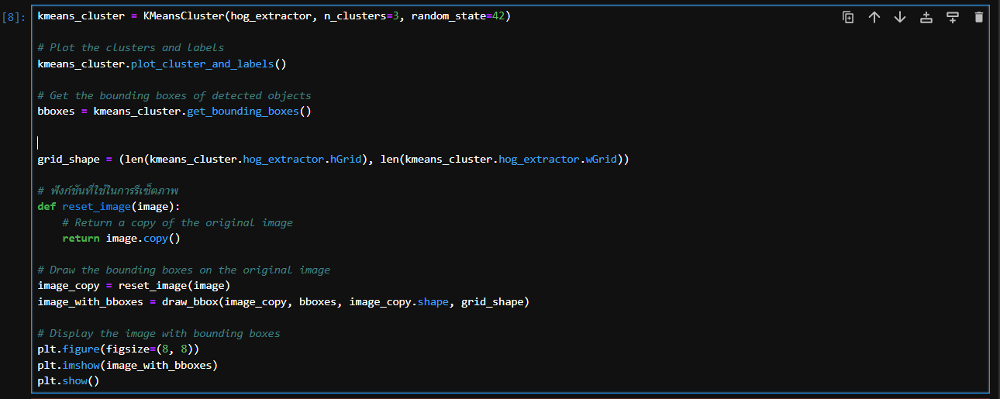 [8]:
kmeans_cluster = KMeansCluster(hog_extractor, n_clusters=3, random_state=42)
# Plot the clusters and labels
kmeans_cluster.plot_cluster_and_labels()
# Get the bounding boxes of detected objects
bboxes = kmeans_cluster.get_bounding_boxes()
grid_shape = (len(kmeans_cluster.hog_extractor.hGrid), len(kmeans_cluster.hog_extractor.wGrid))
# ฟังก์ชันที่ใช้ในการรีเซ็ตภาพ
def reset_image(image):
    # Return a copy of the original image
    return image.copy()
# Draw the bounding boxes on the original image
image_copy = reset_image(image)
image_with_bboxes = draw_bbox(image_copy, bboxes, image_copy.shape, grid_shape)
# Display the image with bounding boxes
plt.figure(figsize=(8, 8))
plt.imshow(image_with_bboxes)
plt.show()